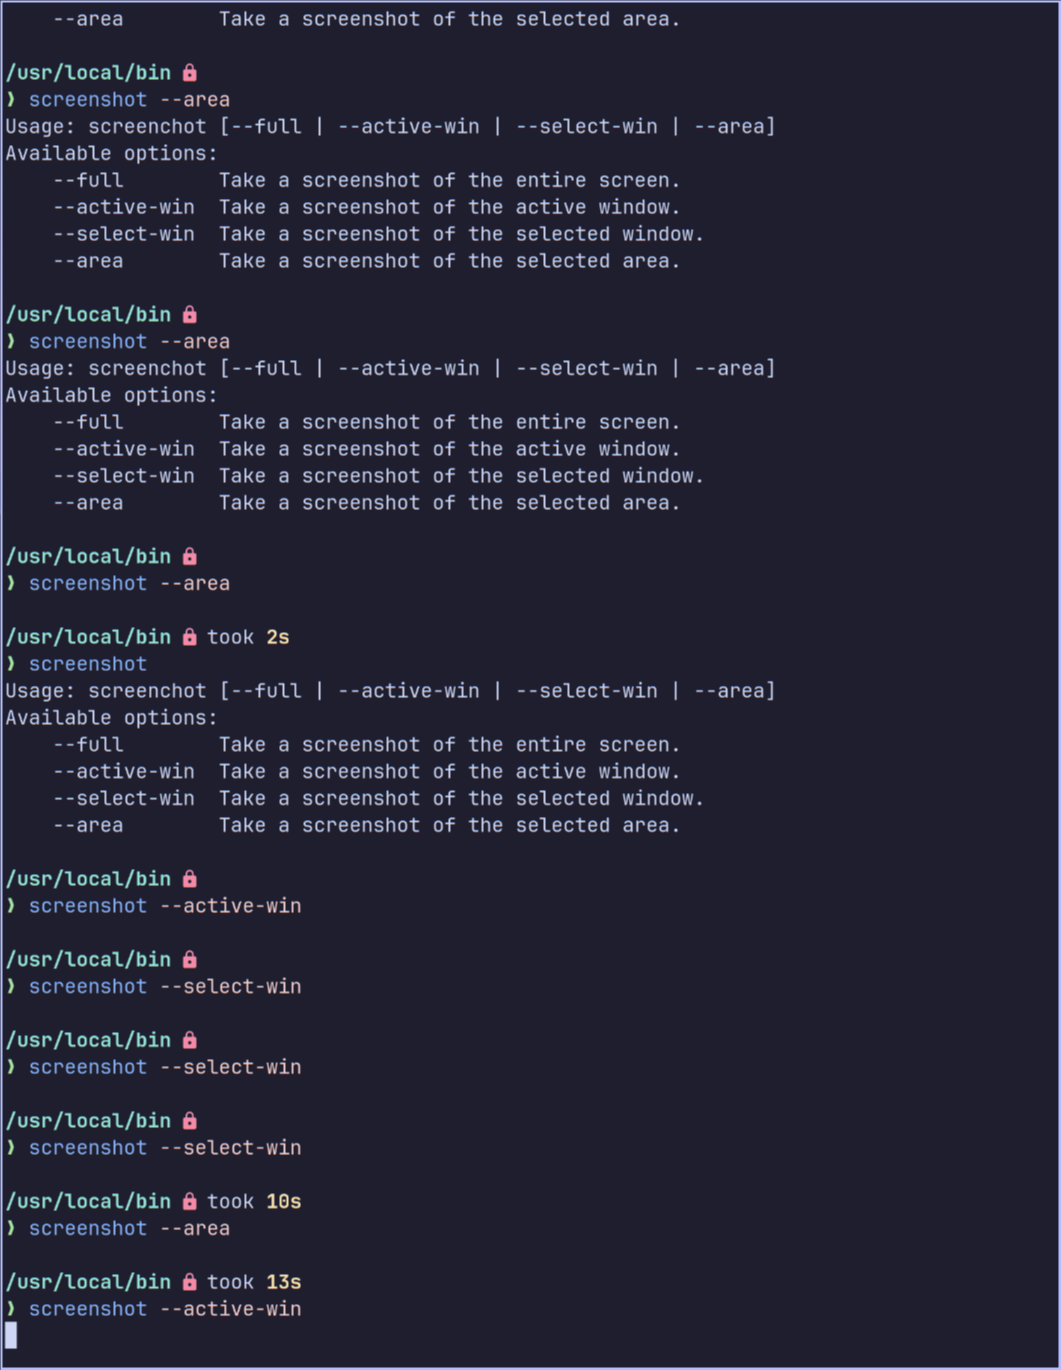 --area        Take a screenshot of the selected area.

/usr/local/bin
❯ screenshot --area
Usage: screenchot [--full | --active-win | --select-win | --area]
Available options:
    --full        Take a screenshot of the entire screen.
    --active-win  Take a screenshot of the active window.
    --select-win  Take a screenshot of the selected window.
    --area        Take a screenshot of the selected area.

/usr/local/bin
❯ screenshot --area
Usage: screenchot [--full | --active-win | --select-win | --area]
Available options:
    --full        Take a screenshot of the entire screen.
    --active-win  Take a screenshot of the active window.
    --select-win  Take a screenshot of the selected window.
    --area        Take a screenshot of the selected area.

/usr/local/bin
❯ screenshot --area

/usr/local/bin took 2s
❯ screenshot
Usage: screenchot [--full | --active-win | --select-win | --area]
Available options:
    --full        Take a screenshot of the entire screen.
    --active-win  Take a screenshot of the active window.
    --select-win  Take a screenshot of the selected window.
    --area        Take a screenshot of the selected area.

/usr/local/bin
❯ screenshot --active-win

/usr/local/bin
❯ screenshot --select-win

/usr/local/bin
❯ screenshot --select-win

/usr/local/bin
❯ screenshot --select-win

/usr/local/bin took 10s
❯ screenshot --area

/usr/local/bin took 13s
❯ screenshot --active-win